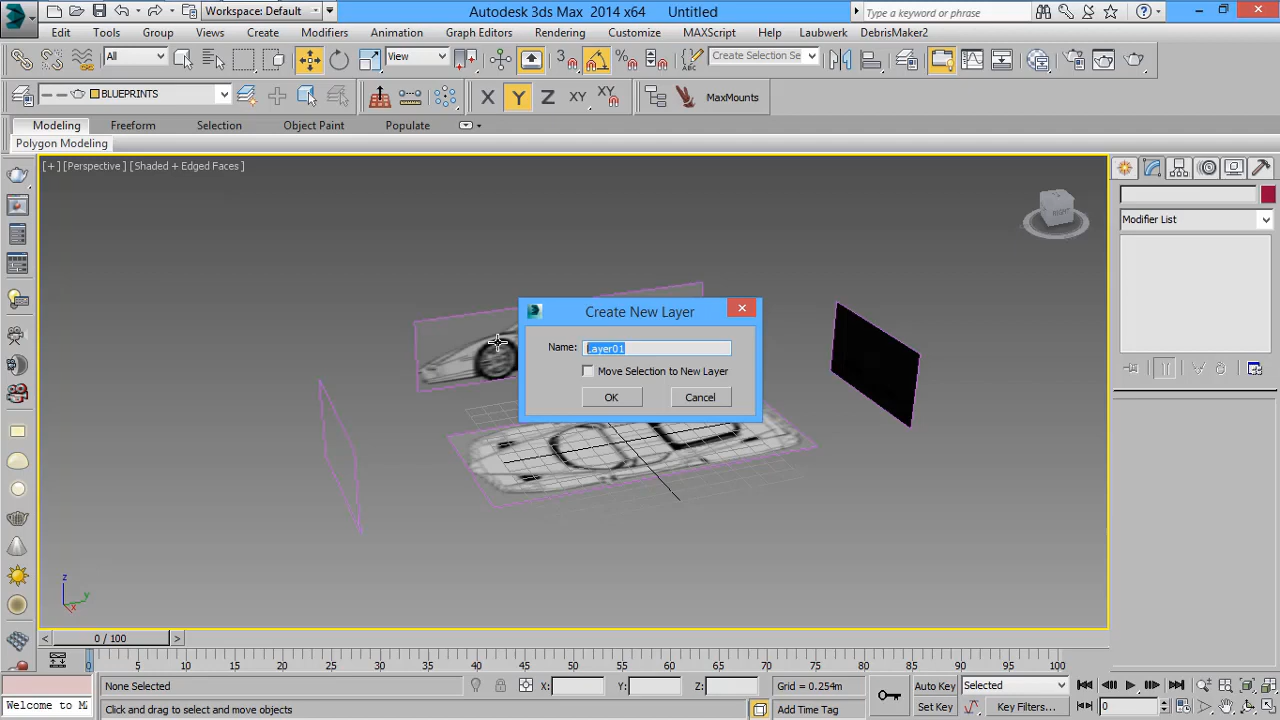 Workspace: Default
Autodesk 3ds Max 2014 x64 Untitled
Type a keyword or phrase
Edit Tools Group Views Create Modifiers Animation Graph Editors Rendering Customize MAXScript Help Laubwerk DebrisMaker2
All View 3 Create Selection Se
BLUEPRINTS X Y Z XY XY MaxMounts
Modeling Freeform Selection Object Paint Populate
Polygon Modeling
[+] [Perspective] [Shaded + Edged Faces]
RIGHT
Modifier List
Create New Layer
Name: Layer01
Move Selection to New Layer
OK Cancel
z
y
x
< 0 / 100 >
0 5 10 15 20 25 30 35 40 45 50 55 60 65 70 75 80 85 90 95 100
None Selected X: Y: Z: Grid = 0.254m Auto Key Selected
Welcome to M Click and drag to select and move objects Add Time Tag Set Key Key Filters... 0